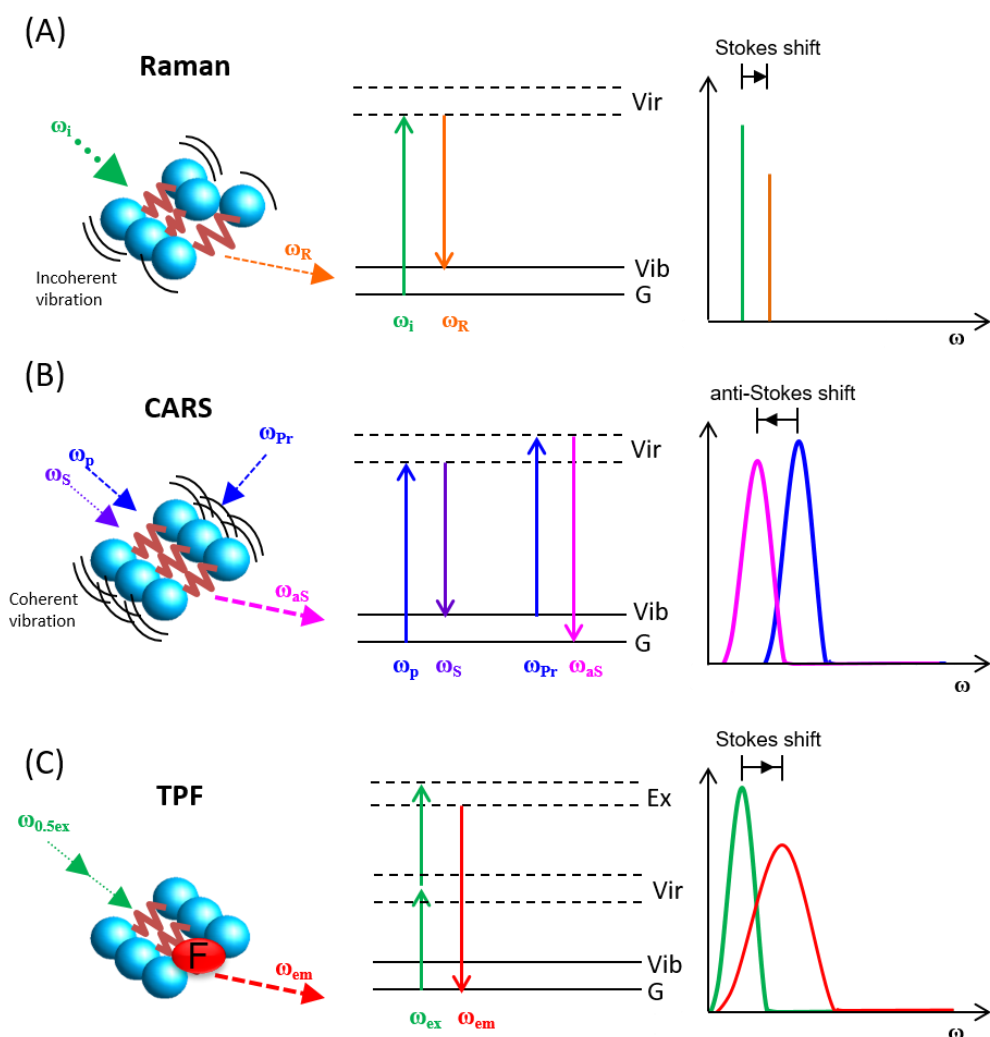 (A)
Raman
ωi
ωR
Incoherent
vibration
Vir
Vib
G
ωi
ωR
Stokes shift
ω
(B)
CARS
ωp
ωS
ωPr
ωaS
Coherent
vibration
Vir
Vib
G
ωp
ωS
ωPr
ωaS
anti-Stokes shift
ω
(C)
TPF
ω0.5ex
F
ωem
Ex
Vir
Vib
G
ωex
ωem
Stokes shift
ω